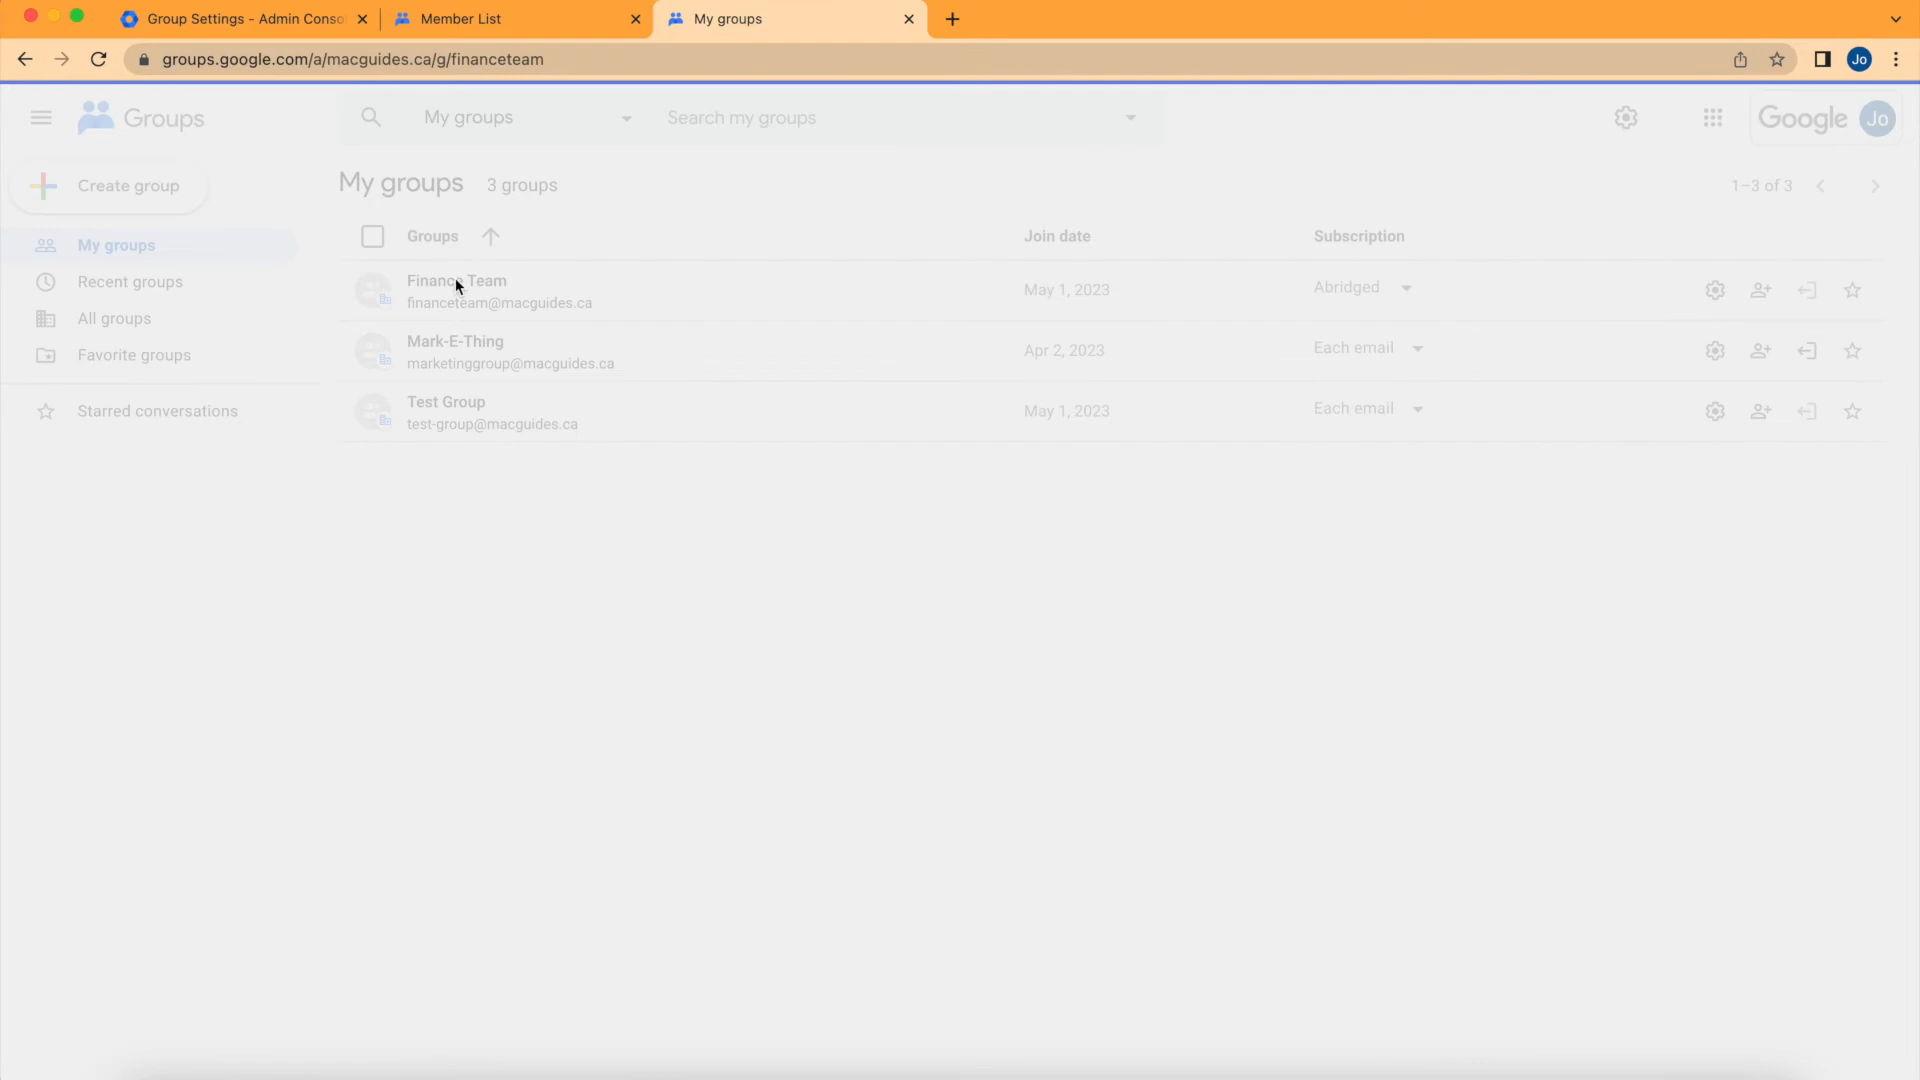 Group Settings - Admin Conso
Member List
My groups
groups.google.com/a/macguides.ca/g/financeteam
Jo
Groups
My groups
Search my groups
Google
Jo
Create group
My groups
Recent groups
All groups
Favorite groups
Starred conversations
My groups 3 groups
1–3 of 3
Groups Join date Subscription
Finance Team
financeteam@macguides.ca
May 1, 2023
Abridged
Mark-E-Thing
marketinggroup@macguides.ca
Apr 2, 2023
Each email
Test Group
test-group@macguides.ca
May 1, 2023
Each email